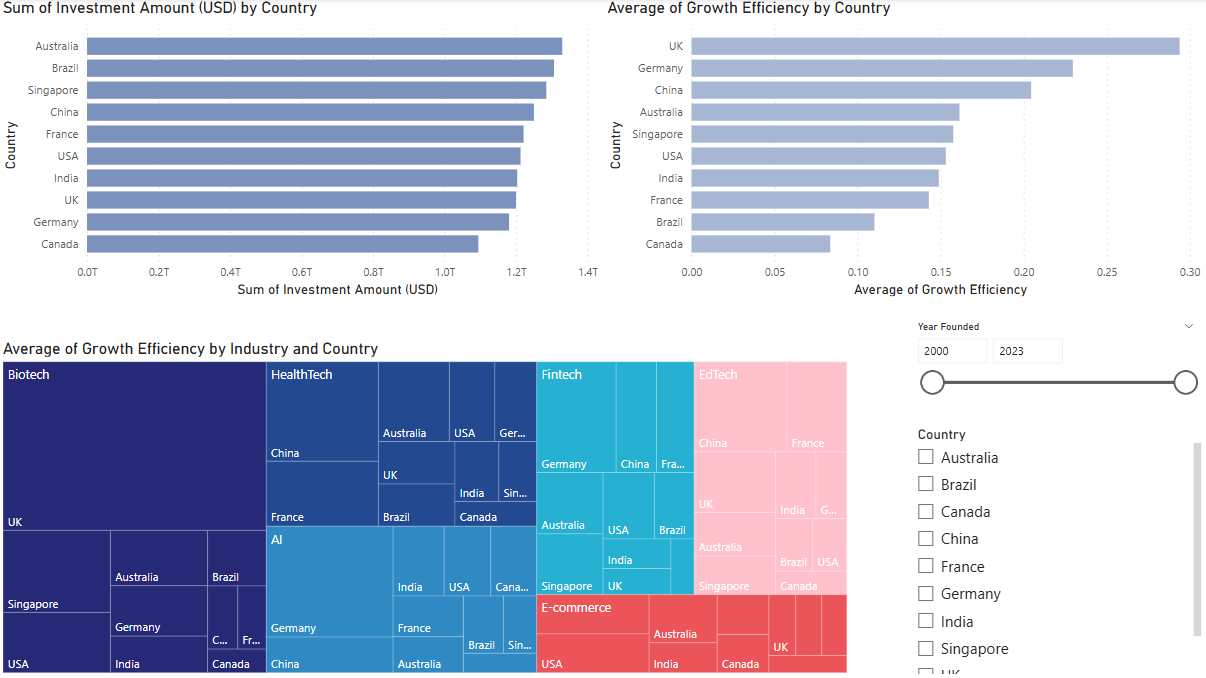 Sum of Investment Amount (USD) by Country
Country
Australia
Brazil
Singapore
China
France
USA
India
UK
Germany
Canada
0.0T 0.2T 0.4T 0.6T 0.8T 1.0T 1.2T 1.4T
Sum of Investment Amount (USD)
Average of Growth Efficiency by Country
Country
UK
Germany
China
Australia
Singapore
USA
India
France
Brazil
Canada
0.00 0.05 0.10 0.15 0.20 0.25 0.30
Average of Growth Efficiency
Average of Growth Efficiency by Industry and Country
Biotech
UK
Singapore
USA
Australia
Germany
India
Brazil
C...
Fr...
Canada
HealthTech
China
France
Australia
USA
Ger...
UK
Brazil
India
Sin...
Canada
AI
Germany
China
India
USA
Cana...
France
Australia
Brazil
Sin...
Fintech
Germany
China
Fra...
Australia
Singapore
USA
Brazil
India
UK
EdTech
China
France
UK
Australia
Singapore
India
G...
Brazil
USA
Canada
E-commerce
USA
Australia
India
Canada
UK
Year Founded
2000 2023
Country
Australia
Brazil
Canada
China
France
Germany
India
Singapore
UK